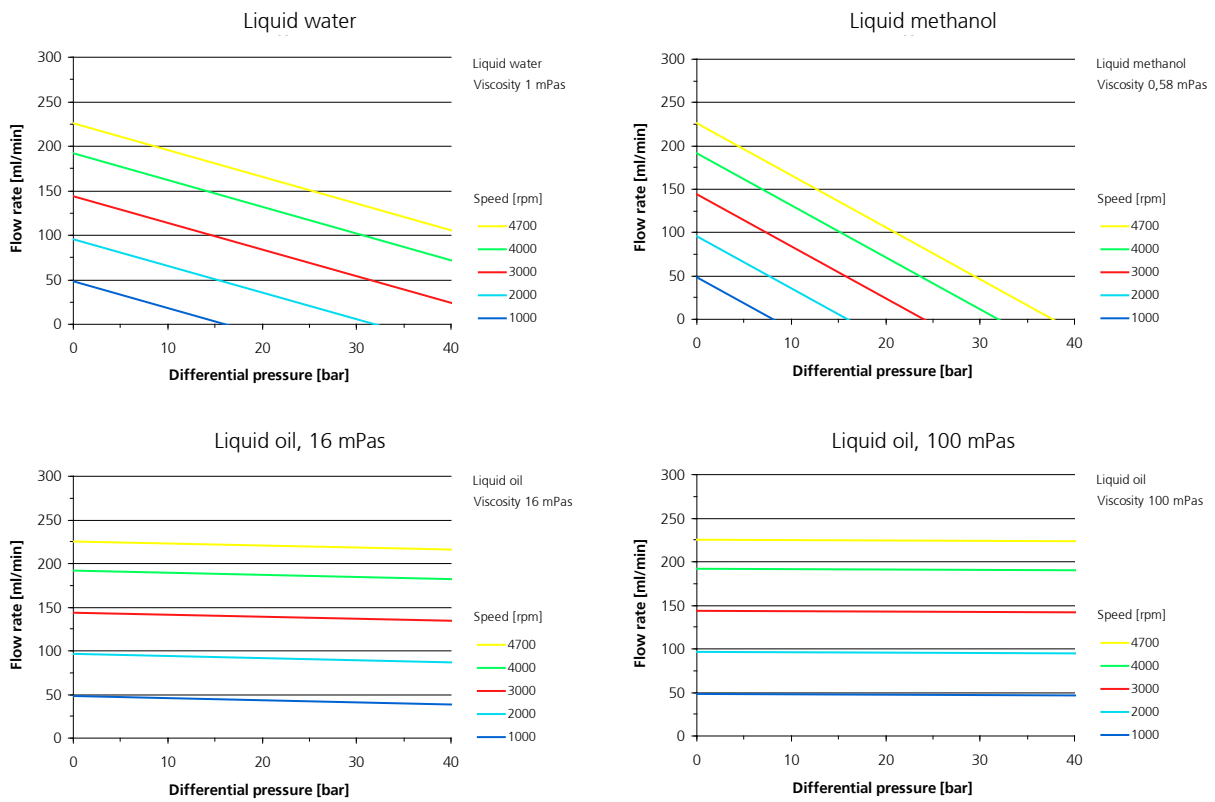 Liquid water
300
250
200
150
100
50
0
Flow rate [ml/min]
0 10 20 30 40
Differential pressure [bar]
Liquid water
Viscosity 1 mPas
Speed [rpm]
4700
4000
3000
2000
1000
Liquid methanol
300
250
200
150
100
50
0
Flow rate [ml/min]
0 10 20 30 40
Differential pressure [bar]
Liquid methanol
Viscosity 0,58 mPas
Speed [rpm]
4700
4000
3000
2000
1000
Liquid oil, 16 mPas
300
250
200
150
100
50
0
Flow rate [ml/min]
0 10 20 30 40
Differential pressure [bar]
Liquid oil
Viscosity 16 mPas
Speed [rpm]
4700
4000
3000
2000
1000
Liquid oil, 100 mPas
300
250
200
150
100
50
0
Flow rate [ml/min]
0 10 20 30 40
Differential pressure [bar]
Liquid oil
Viscosity 100 mPas
Speed [rpm]
4700
4000
3000
2000
1000